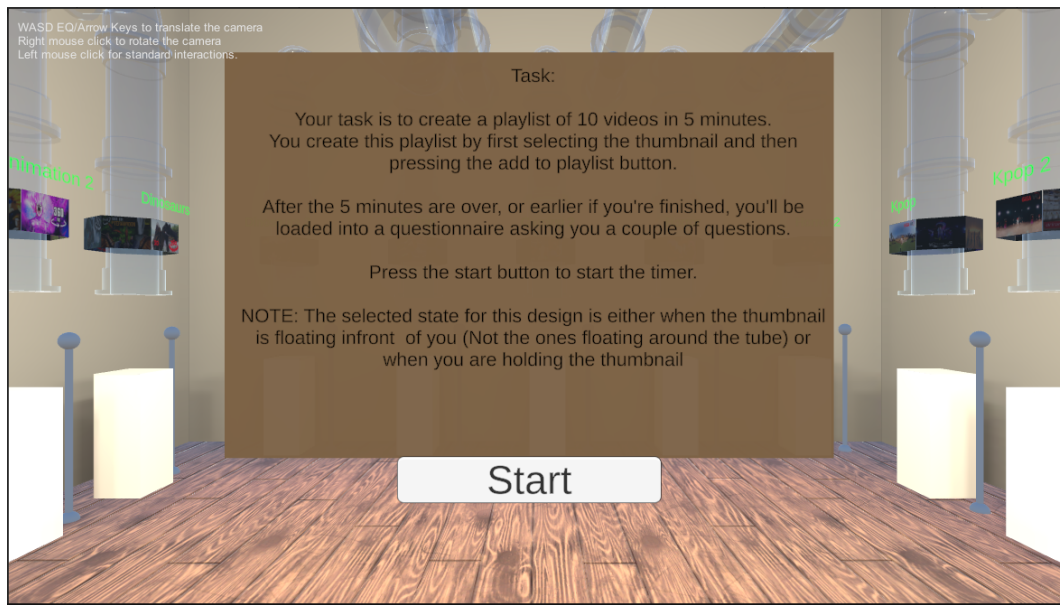 WASD EQ/Arrow Keys to translate the camera
Right mouse click to rotate the camera
Left mouse click for standard interactions.
Task:
Your task is to create a playlist of 10 videos in 5 minutes.
You create this playlist by first selecting the thumbnail and then
pressing the add to playlist button.
After the 5 minutes are over, or earlier if you're finished, you'll be
loaded into a questionnaire asking you a couple of questions.
Press the start button to start the timer.
NOTE: The selected state for this design is either when the thumbnail
is floating infront of you (Not the ones floating around the tube) or
when you are holding the thumbnail
nimation 2
Dinosaurs
2
Kpop
Kpop 2
360
Start